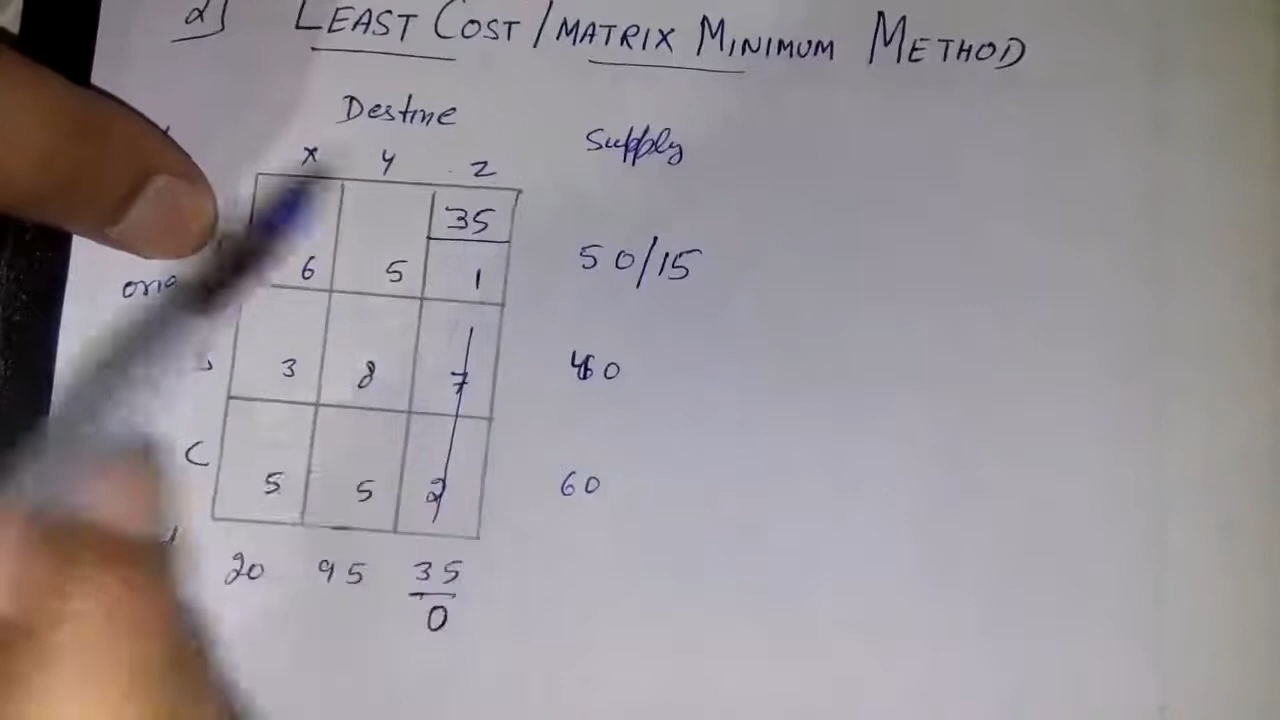 2) LEAST COST / MATRIX MINIMUM METHOD
Destine
Supply
x y z
35
6 5 1 50/15
3 8 7 40
C 5 5 2 60
20 95 35
0